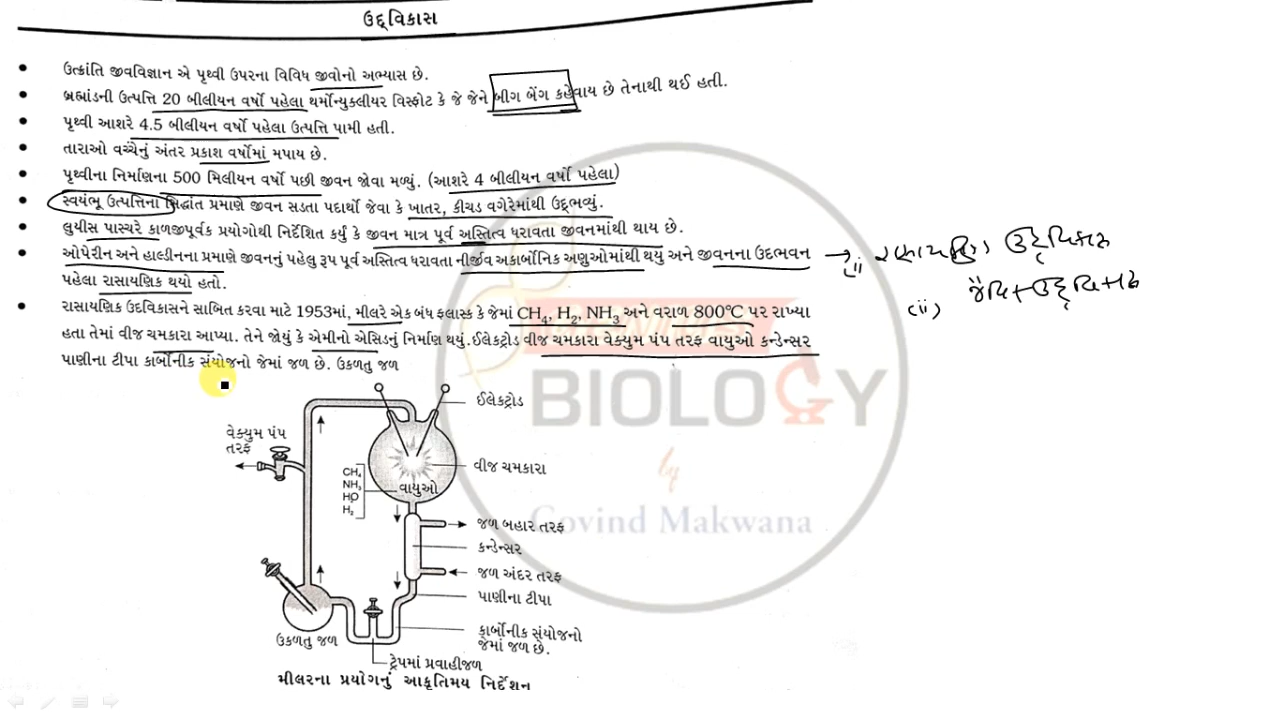 ઉદ્દવિકાસ
• ઉત્ક્રાંતિ જીવવિજ્ઞાન એ પૃથ્વી ઉપરના વિવિધ જીવોનો અભ્યાસ છે.
• બ્રહ્માંડની ઉત્પત્તિ 20 બીલીયન વર્ષો પહેલા થર્મોન્યુક્લીયર વિસ્ફોટ કે જે જેને બીગ બેંગ કહેવાય છે તેનાથી થઈ હતી.
• પૃથ્વી આશરે 4.5 બીલીયન વર્ષો પહેલા ઉત્પત્તિ પામી હતી.
• તારાઓ વચ્ચેનું અંતર પ્રકાશ વર્ષોમાં મપાય છે.
• પૃથ્વીના નિર્માણના 500 મિલીયન વર્ષો પછી જીવન જોવા મળ્યું. (આશરે 4 બીલીયન વર્ષો પહેલા)
• સ્વયંભૂ ઉત્પત્તિના સિદ્ધાંત પ્રમાણે જીવન સડતા પદાર્થો જેવા કે ખાતર, કીચડ વગેરેમાંથી ઉદ્દભવ્યું.
• લુયીસ પાસ્ચરે કાળજીપૂર્વક પ્રયોગોથી નિર્દેશિત કર્યું કે જીવન માત્ર પૂર્વ અસ્તિત્વ ધરાવતા જીવનમાંથી થાય છે.
• ઓપેરીન અને હાલ્ડીનના પ્રમાણે જીવનનું પહેલુ રૂપ પૂર્વ અસ્તિત્વ ધરાવતા નીર્જીવ અકાર્બોનિક અણુઓમાંથી થયુ અને જીવનના ઉદભવન
પહેલા રાસાયણિક થયો હતો.
(ii)
• રાસાયણિક ઉદવિકાસને સાબિત કરવા માટે 1953માં, મીલરે એક બંધ ફ્લાસ્ક કે જેમાં CH₄, H₂, NH₃ અને વરાળ 800°C પર રાખ્યા
હતા તેમાં વીજ ચમકારા આપ્યા. તેને જોયું કે એમીનો એસિડનું નિર્માણ થયું. ઈલેક્ટ્રોડ વીજ ચમકારા વેક્યુમ પંપ તરફ વાયુઓ કન્ડેન્સર
પાણીના ટીપા કાર્બોનીક સંયોજનો જેમાં જળ છે. ઉકળતુ જળ
ઈલેક્ટ્રોડ
વેક્યુમ પંપ
તરફ
વીજ ચમકારા
CH₄
NH₃
H₂O
H₂
વાયુઓ
જળ બહાર તરફ
કન્ડેન્સર
જળ અંદર તરફ
પાણીના ટીપા
કાર્બોનીક સંયોજનો
જેમાં જળ છે.
ઉકળતુ જળ
ટ્રેપમાં પ્રવાહીજળ
મીલરના પ્રયોગનું આકૃતિમય નિર્દેશન
BIOLOGY
by
Govind Makwana